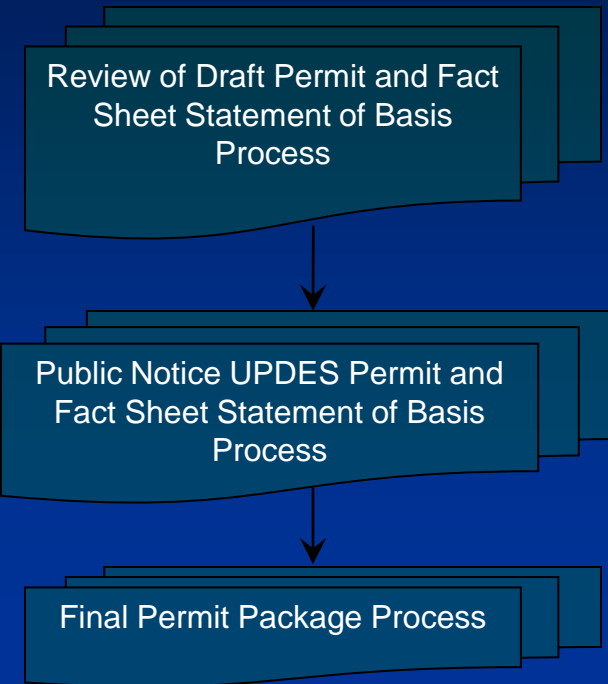 Review of Draft Permit and Fact
Sheet Statement of Basis
Process
Public Notice UPDES Permit and
Fact Sheet Statement of Basis
Process
Final Permit Package Process